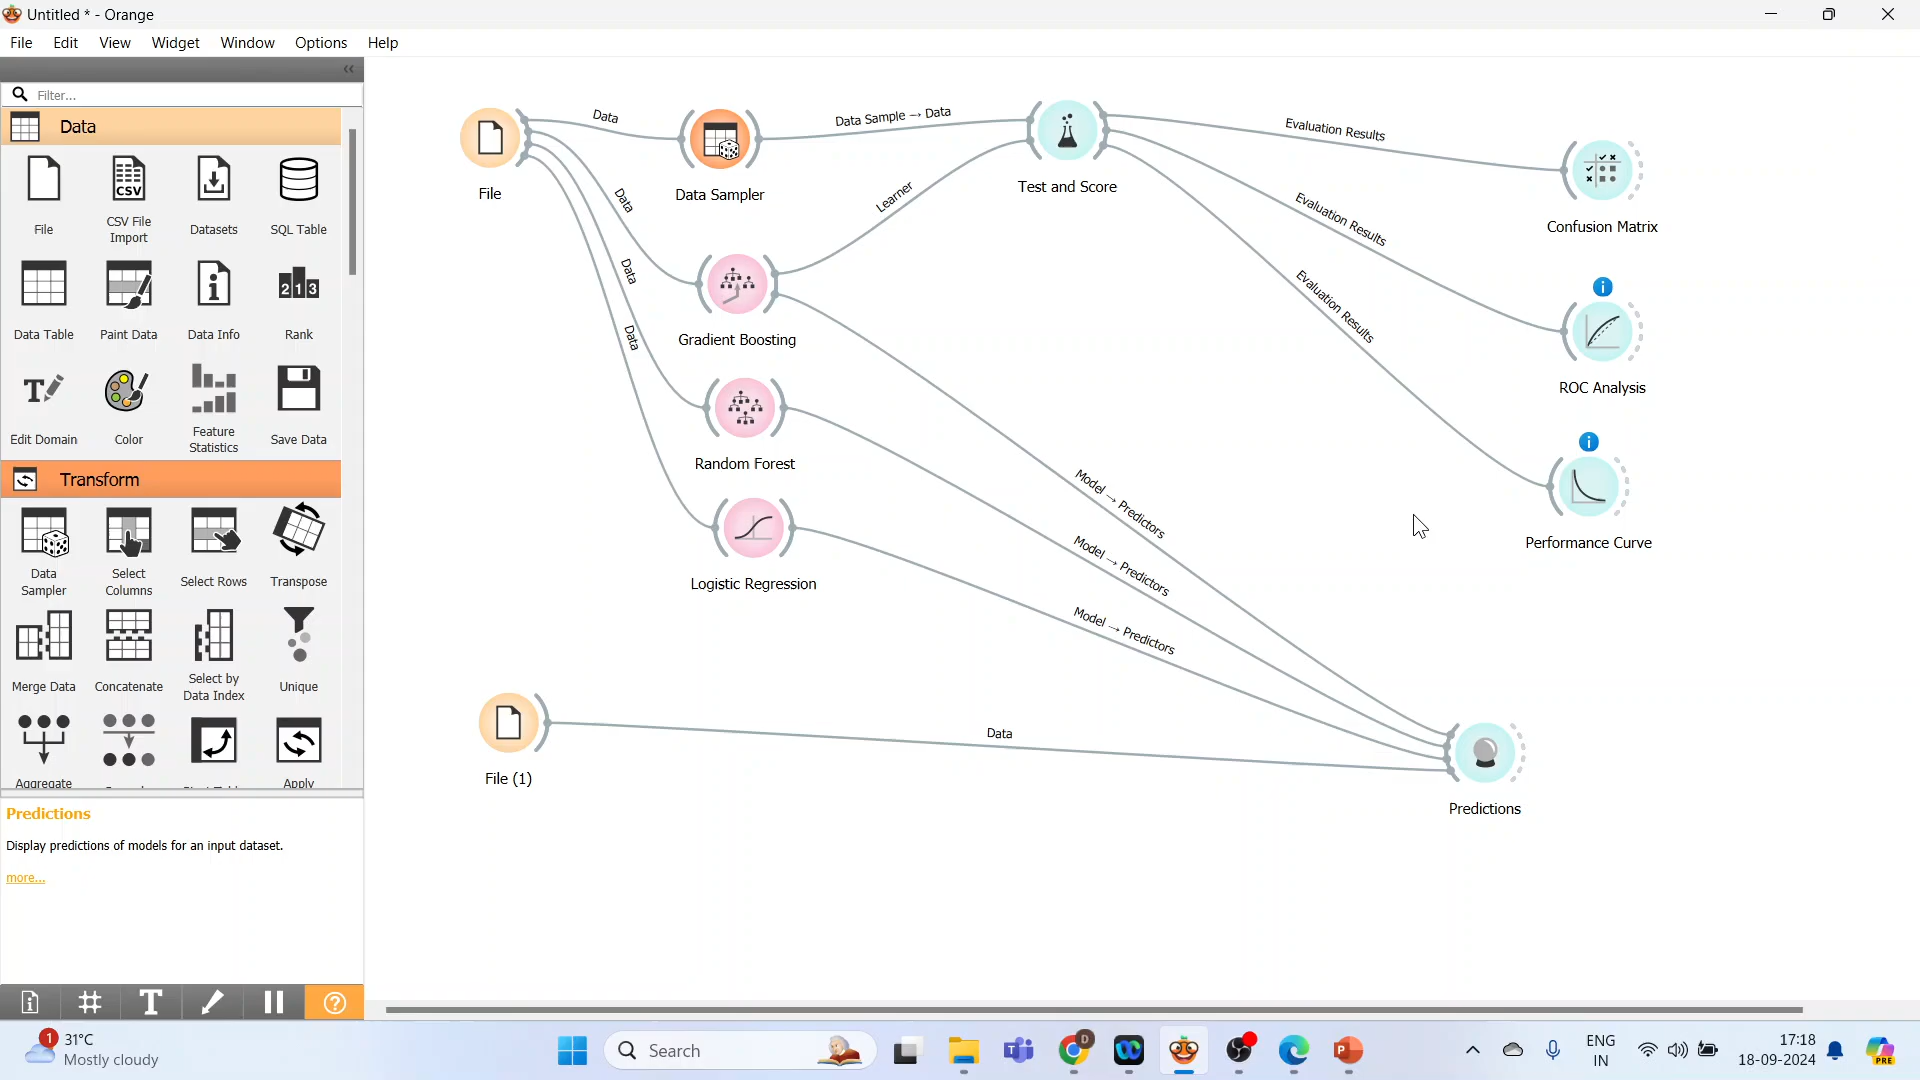 Untitled * - Orange
File Edit View Widget Window Options Help
Filter...
Data
File
CSV File
Import
Datasets
SQL Table
Data Table
Paint Data
Data Info
Rank
Edit Domain
Color
Feature
Statistics
Save Data
Transform
Data
Sampler
Select
Columns
Select Rows
Transpose
Merge Data
Concatenate
Select by
Data Index
Unique
Aggregate
Apply
Predictions
Display predictions of models for an input dataset.
more...
File
Data
Data Sampler
Data Sample → Data
Test and Score
Evaluation Results
Confusion Matrix
Data
Learner
Evaluation Results
Gradient Boosting
Data
Evaluation Results
ROC Analysis
Data
Random Forest
Model → Predictors
Performance Curve
Logistic Regression
Model → Predictors
Model → Predictors
File (1)
Data
Predictions
1
31°C
Mostly cloudy
Search
D
ENG
IN
17:18
18-09-2024
PRE